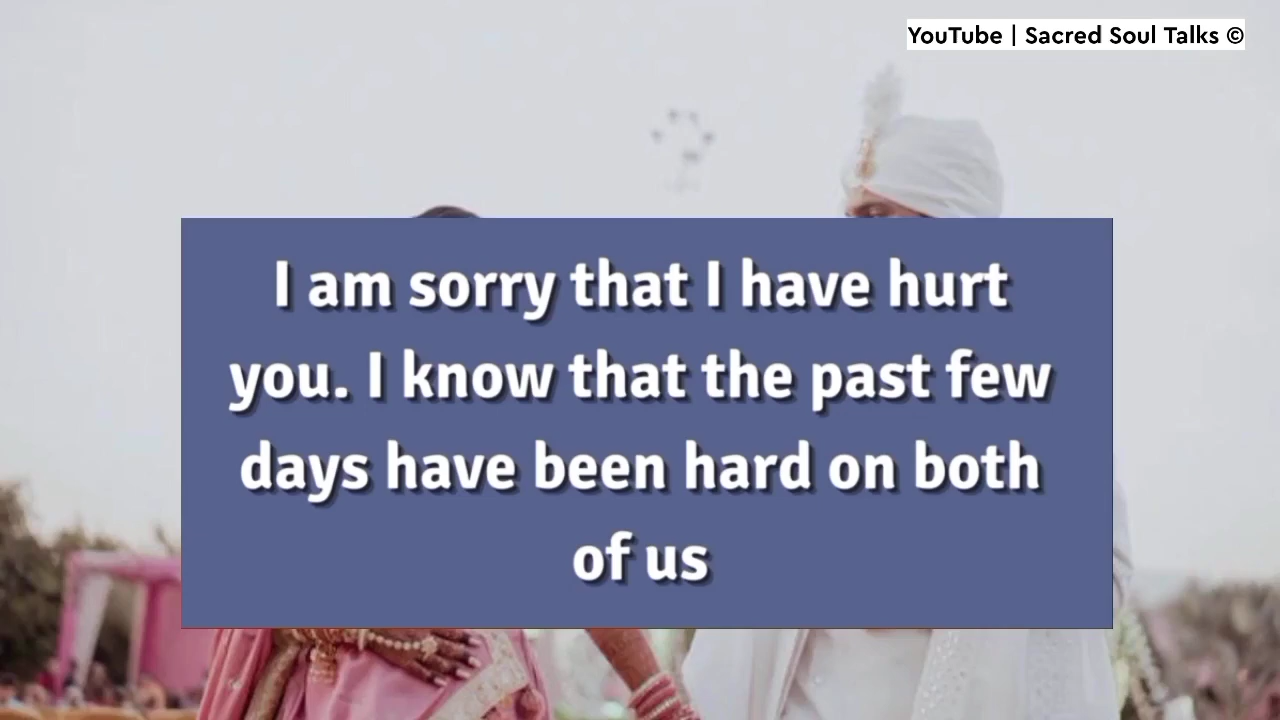 YouTube | Sacred Soul Talks ©
I am sorry that I have hurt
you. I know that the past few
days have been hard on both
of us